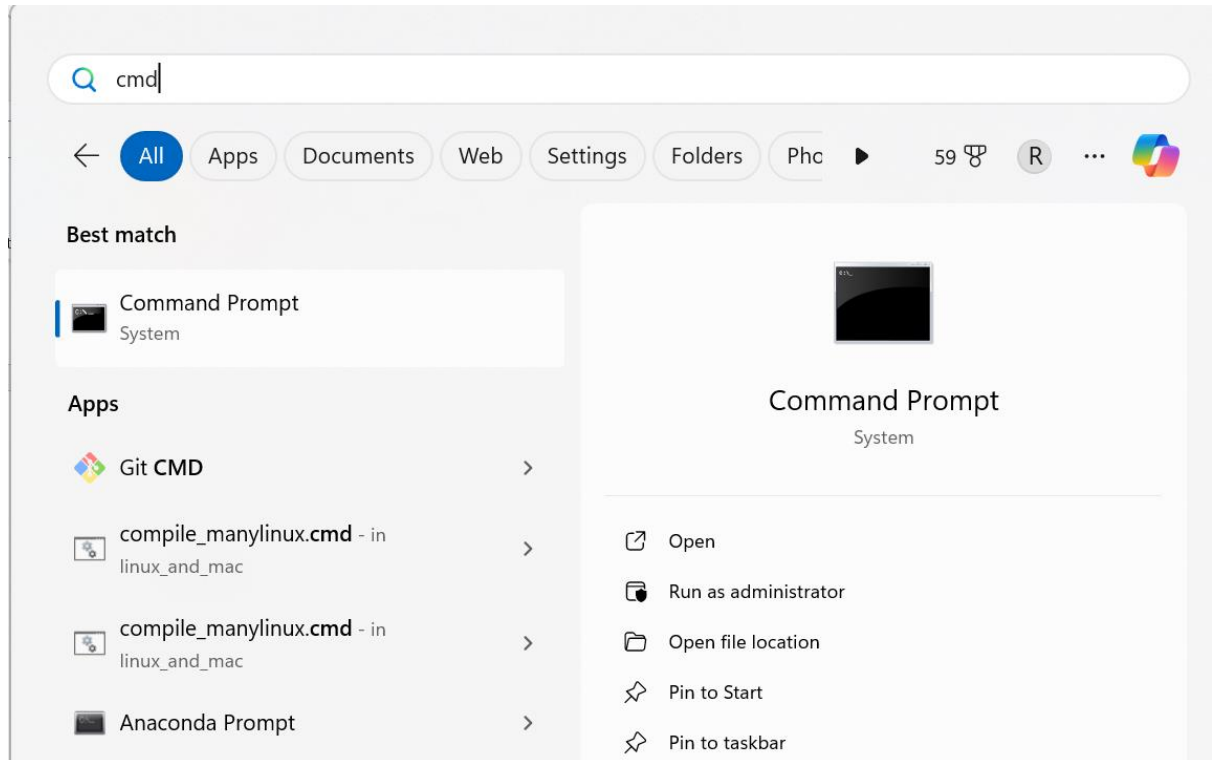 cmd
All Apps Documents Web Settings Folders Pho 59 R
Best match
Command Prompt
System
Apps
Git CMD
compile_manylinux.cmd - in
linux_and_mac
compile_manylinux.cmd - in
linux_and_mac
Anaconda Prompt
Command Prompt
System
Open
Run as administrator
Open file location
Pin to Start
Pin to taskbar